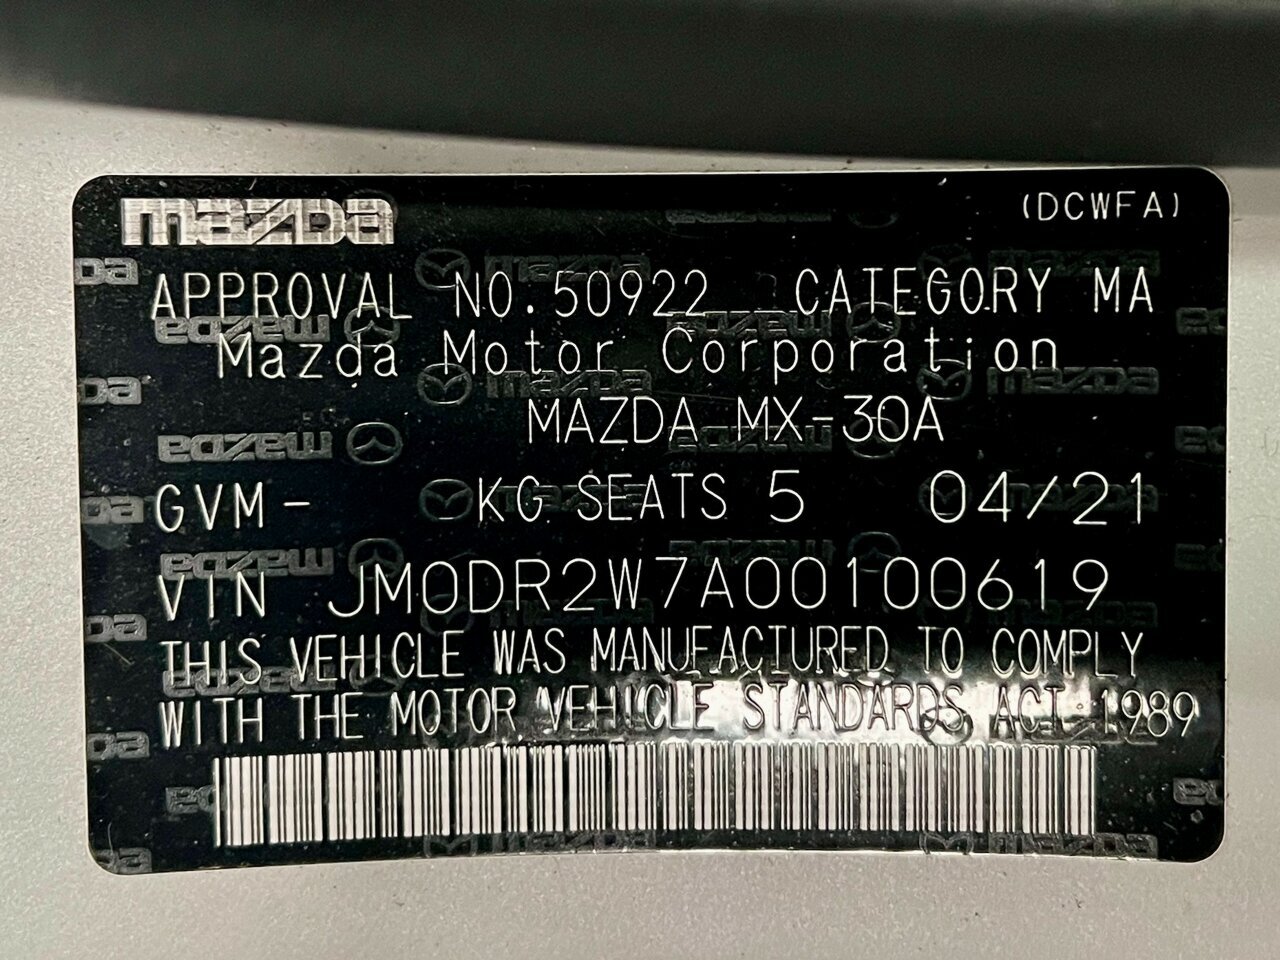 mazda
(DCWFA)
APPROVAL NO.50922 CATEGORY MA
Mazda Motor Corporation
MAZDA MX-30A
GVM- KG SEATS 5 04/21
VIN JM0DR2W7A00100619
THIS VEHICLE WAS MANUFACTURED TO COMPLY
WITH THE MOTOR VEHICLE STANDARDS ACT 1989